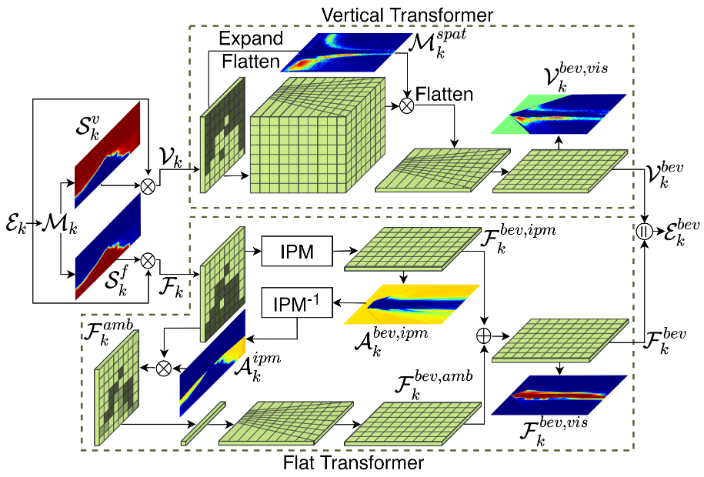 Vertical Transformer
Expand
Flatten
$\mathcal{M}_k^{spat}$
Flatten
$\mathcal{V}_k^{bev,vis}$
$\mathcal{S}_k^v$
$\mathcal{V}_k$
$\mathcal{V}_k^{bev}$
$\mathcal{E}_k$
$\mathcal{M}_k$
$\mathcal{E}_k^{bev}$
$\mathcal{S}_k^f$
$\mathcal{F}_k$
IPM
$\mathcal{F}_k^{bev,ipm}$
IPM⁻¹
$\mathcal{A}_k^{bev,ipm}$
$\mathcal{F}_k^{amb}$
$\mathcal{A}_k^{ipm}$
$\mathcal{F}_k^{bev}$
$\mathcal{F}_k^{bev,amb}$
$\mathcal{F}_k^{bev,vis}$
Flat Transformer